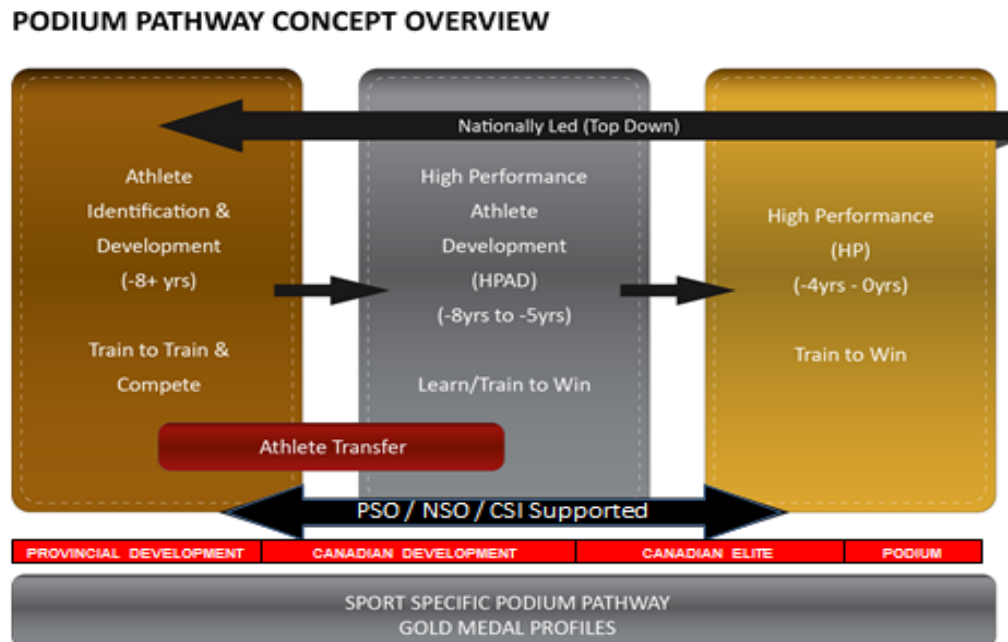 PODIUM PATHWAY CONCEPT OVERVIEW
Nationally Led (Top Down)
Athlete
Identification &
Development
(-8+ yrs)
Train to Train &
Compete
High Performance
Athlete
Development
(HPAD)
(-8yrs to -5yrs)
Learn/Train to Win
High Performance
(HP)
(-4yrs - 0yrs)
Train to Win
Athlete Transfer
PSO / NSO / CSI Supported
PROVINCIAL DEVELOPMENT
CANADIAN DEVELOPMENT
CANADIAN ELITE
PODIUM
SPORT SPECIFIC PODIUM PATHWAY
GOLD MEDAL PROFILES